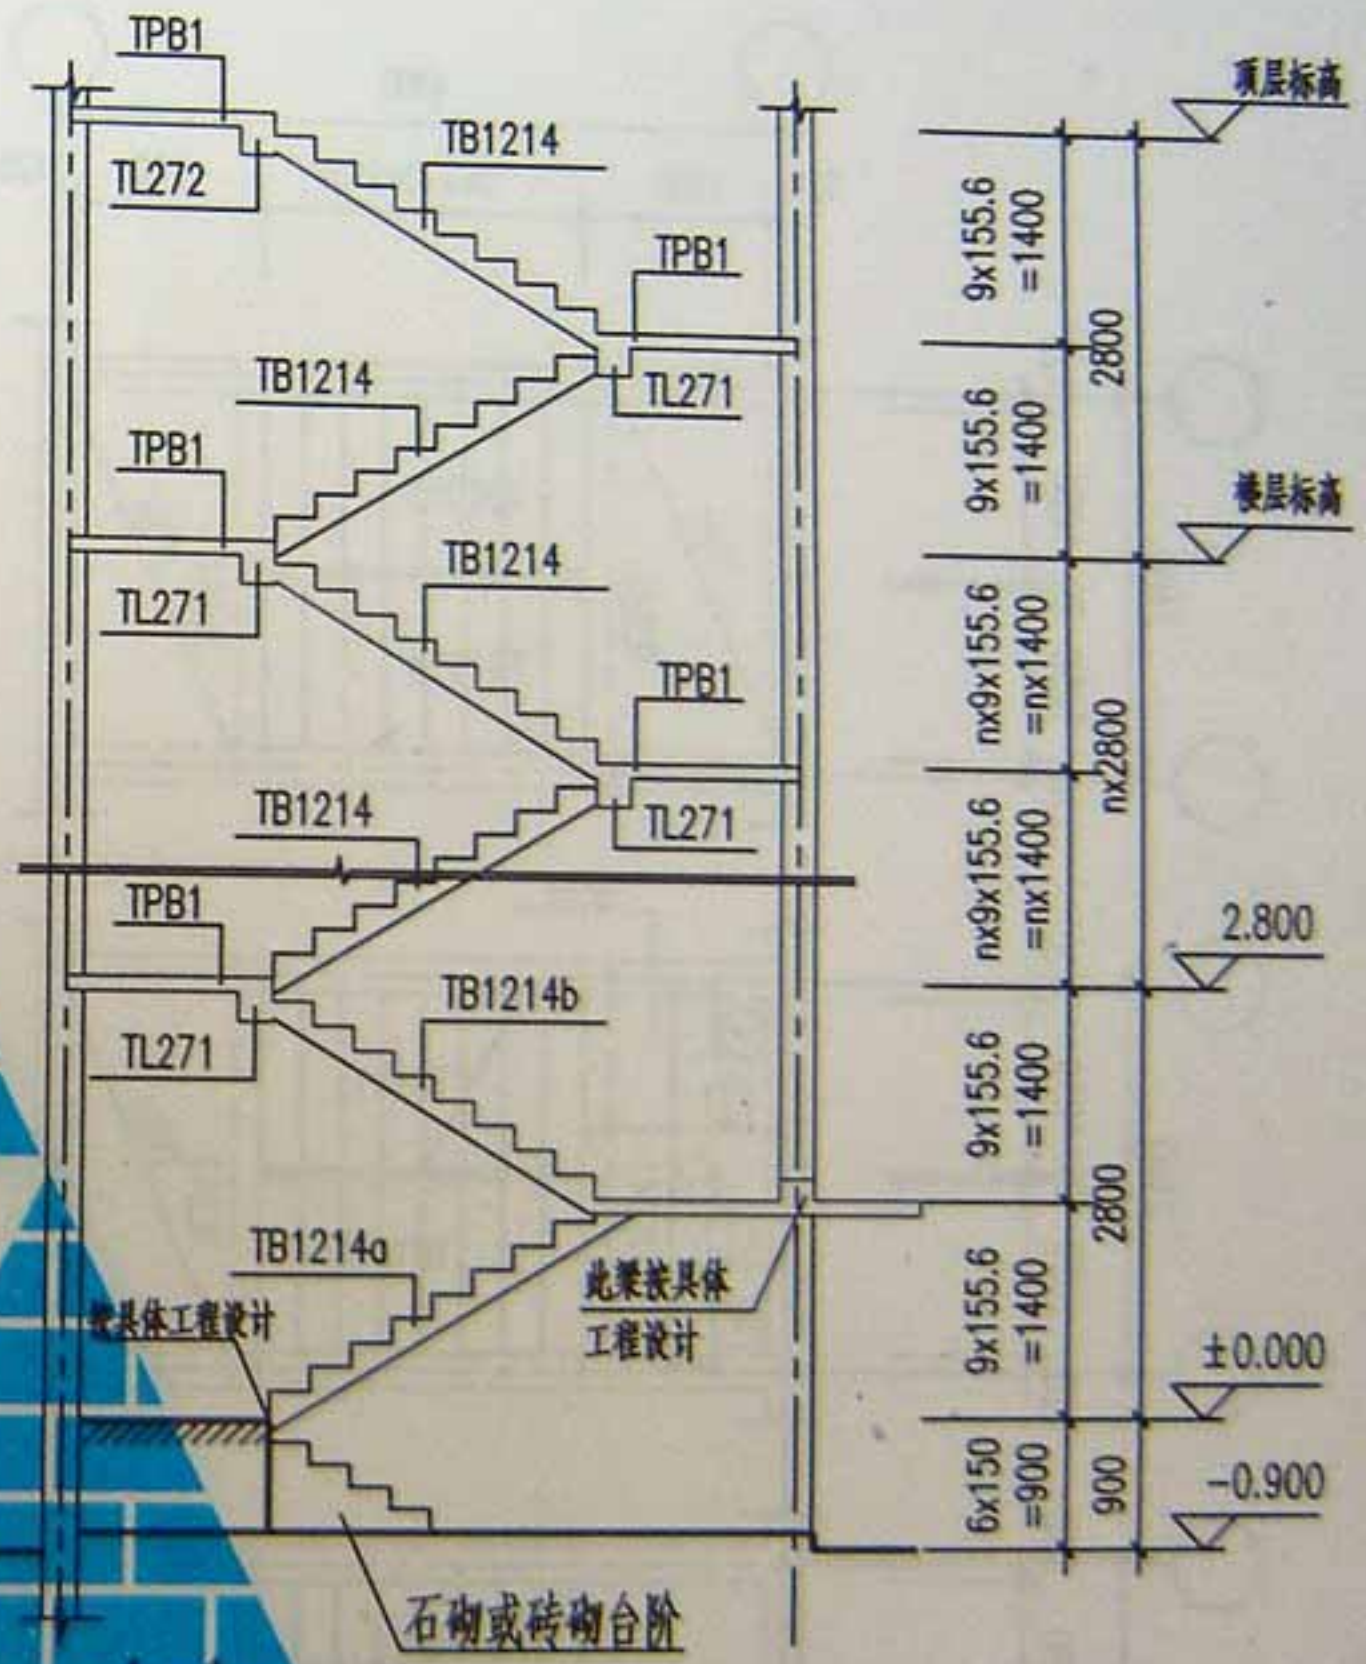 TPB1
顶层标高
TB1214
TL272
9x155.6
=1400
TPB1
2800
TB1214
TL271
9x155.6
=1400
TPB1
楼层标高
TB1214
TL271
nx9x155.6
=nx1400
TPB1
nx2800
TB1214
TL271
nx9x155.6
=nx1400
TPB1
2.800
TB1214b
TL271
9x155.6
=1400
2800
TB1214a
此梁按具体
工程设计
按具体工程设计
9x155.6
=1400
±0.000
6x150
=900
900
-0.900
石砌或砖砌台阶